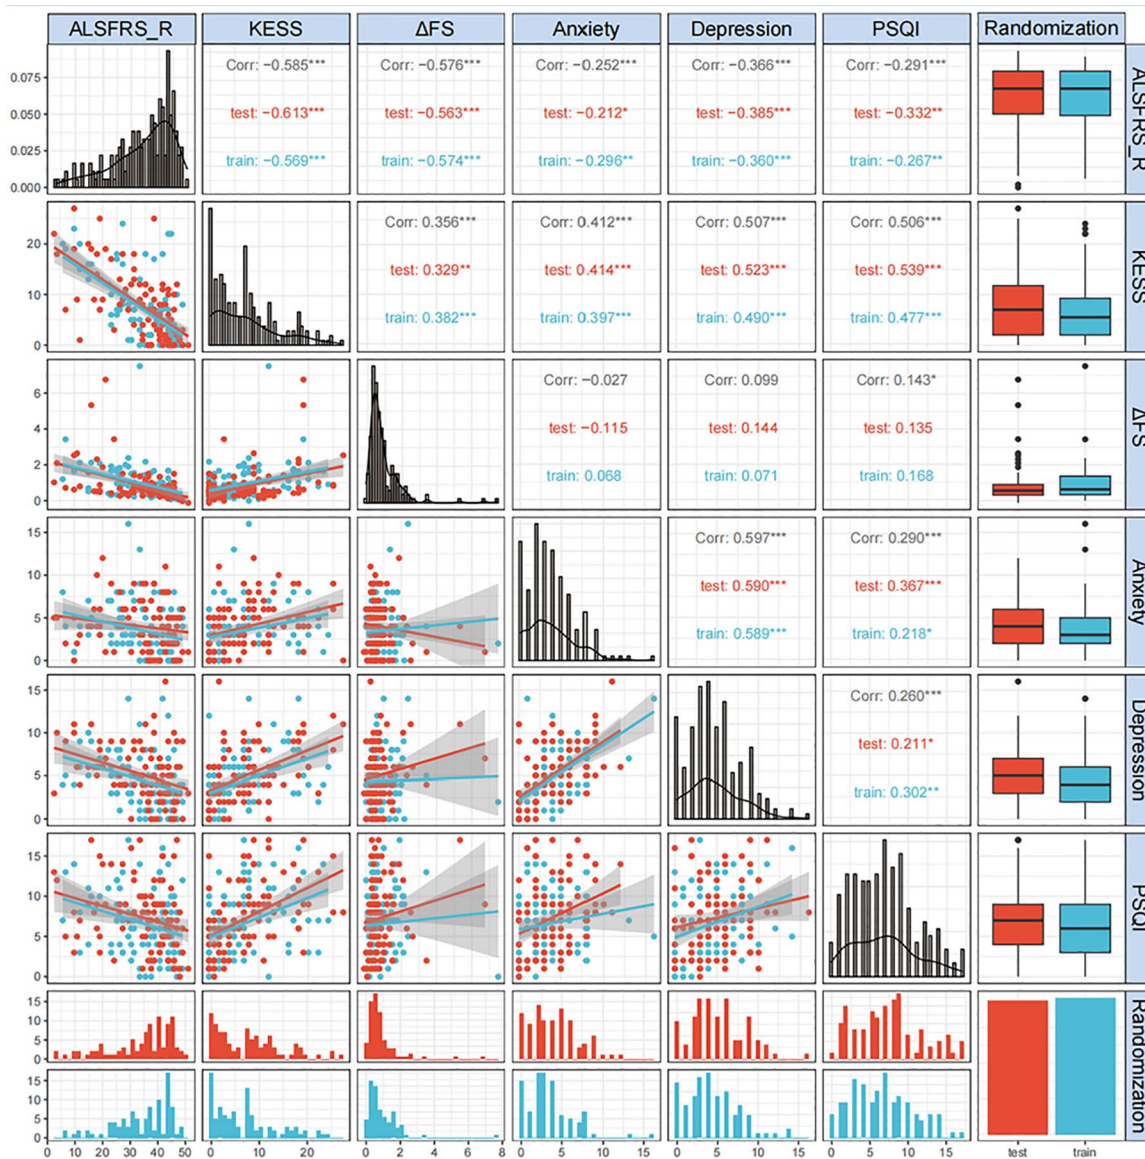 ALSFRS_R KESS ΔFS Anxiety Depression PSQI Randomization
0.075
0.050
0.025
0.000
Corr: −0.585*** Corr: −0.576*** Corr: −0.252*** Corr: −0.366*** Corr: −0.291***
test: −0.613*** test: −0.563*** test: −0.212* test: −0.385*** test: −0.332**
train: −0.569*** train: −0.574*** train: −0.296** train: −0.360*** train: −0.267**
ALSFRS_R
20
10
0
Corr: 0.356*** Corr: 0.412*** Corr: 0.507*** Corr: 0.506***
test: 0.329** test: 0.414*** test: 0.523*** test: 0.539***
train: 0.382*** train: 0.397*** train: 0.490*** train: 0.477***
KESS
6
4
2
0
Corr: −0.027 Corr: 0.099 Corr: 0.143*
test: −0.115 test: 0.144 test: 0.135
train: 0.068 train: 0.071 train: 0.168
ΔFS
15
10
5
0
Corr: 0.597*** Corr: 0.290***
test: 0.590*** test: 0.367***
train: 0.589*** train: 0.218*
Anxiety
15
10
5
0
Corr: 0.260***
test: 0.211*
train: 0.302**
Depression
15
10
5
0
PSQI
15
10
5
0
15
10
5
0
Randomization
0 10 20 30 40 50 0 10 20 0 2 4 6 8 0 5 10 15 0 5 10 15 0 5 10 15 test train